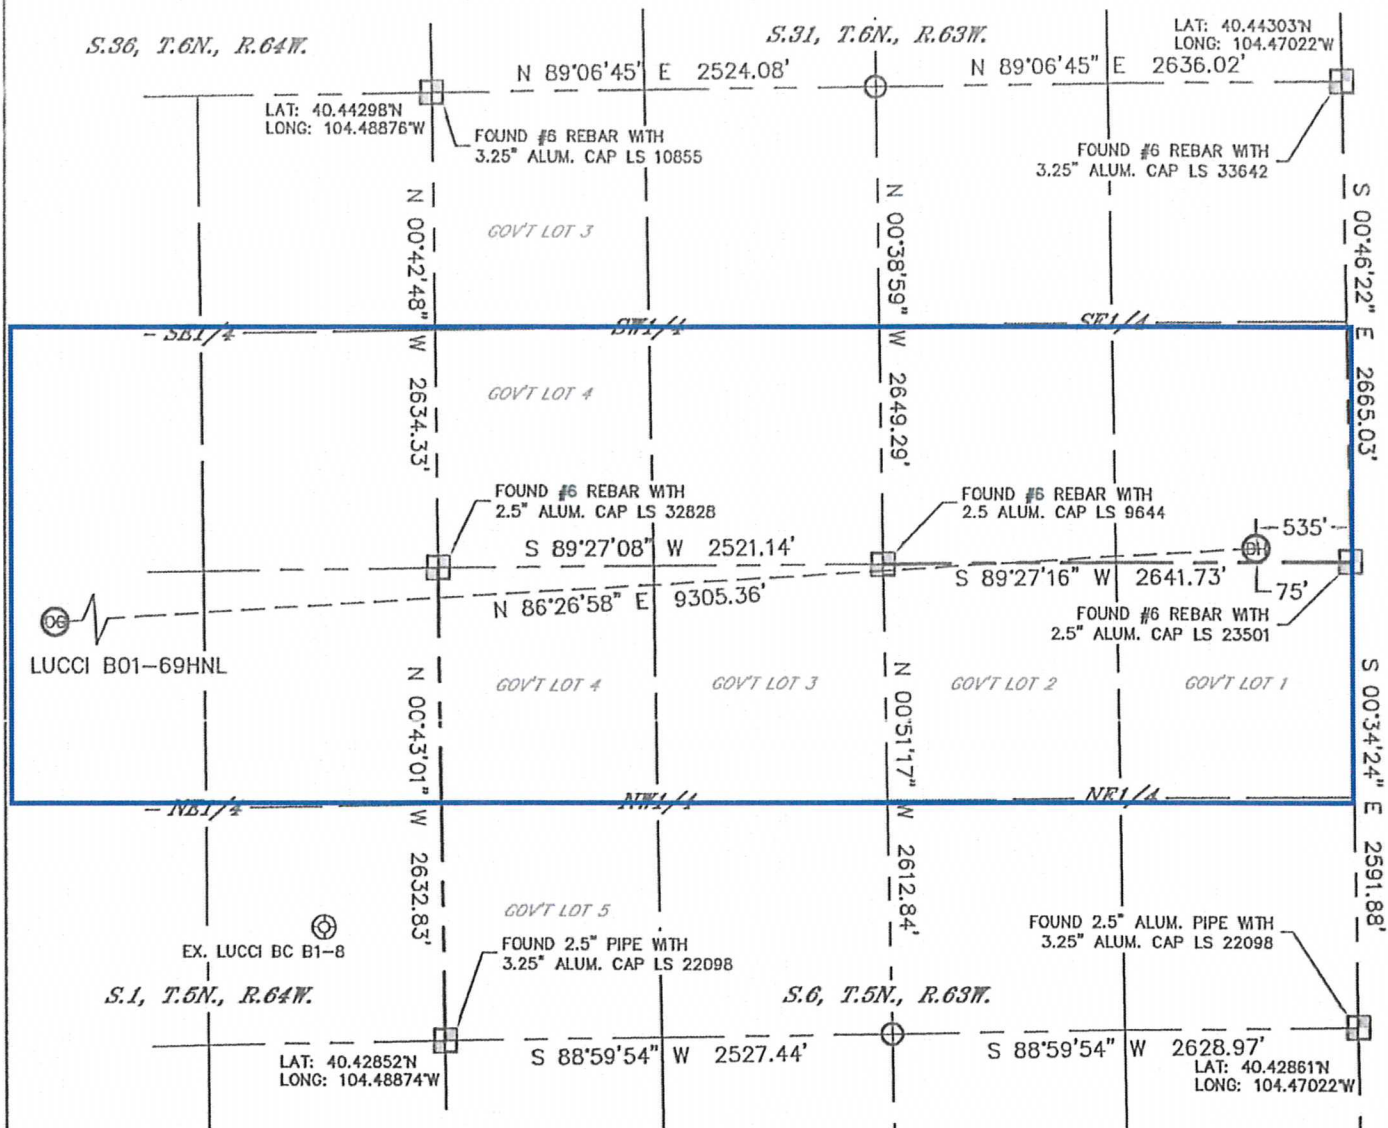 S.36, T.6N., R.64W.
S.31, T.6N., R.63W.
LAT: 40.44303°N
LONG: 104.47022°W
N 89°06'45" E 2524.08'
N 89°06'45" E 2636.02'
LAT: 40.44298°N
LONG: 104.48876°W
FOUND #6 REBAR WITH
3.25" ALUM. CAP LS 10855
FOUND #6 REBAR WITH
3.25" ALUM. CAP LS 33642
N 00°42'48" W 2634.33'
N 00°38'59" W 2649.29'
S 00°46'22" E 2665.03'
GOV'T LOT 3
SE1/4
SW1/4
SE1/4
GOV'T LOT 4
FOUND #6 REBAR WITH
2.5" ALUM. CAP LS 32828
FOUND #6 REBAR WITH
2.5 ALUM. CAP LS 9644
535'
S 89°27'08" W 2521.14'
S 89°27'16" W 2641.73'
75'
N 86°26'58" E 9305.36'
FOUND #6 REBAR WITH
2.5" ALUM. CAP LS 23501
LUCCI B01-69HNL
GOV'T LOT 4
GOV'T LOT 3
GOV'T LOT 2
GOV'T LOT 1
N 00°43'01" W 2632.83'
N 00°51'17" W 2612.84'
S 00°34'24" E 2591.88'
NE1/4
NW1/4
NE1/4
GOV'T LOT 5
EX. LUCCI BC B1-8
FOUND 2.5" PIPE WITH
3.25" ALUM. CAP LS 22098
FOUND 2.5" ALUM. PIPE WITH
3.25" ALUM. CAP LS 22098
S.1, T.5N., R.64W.
S.6, T.5N., R.63W.
S 88°59'54" W 2527.44'
S 88°59'54" W 2628.97'
LAT: 40.42852°N
LONG: 104.48874°W
LAT: 40.42861°N
LONG: 104.47022°W